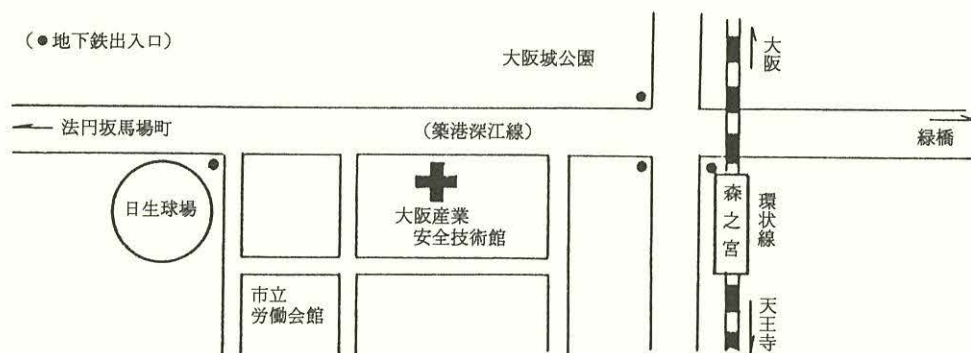 (●地下鉄出入口)
大阪城公園
大阪
法円坂馬場町
(築港深江線)
緑橋
日生球場
大阪産業
安全技術館
森之宮
環状線
市立
労働会館
天王寺